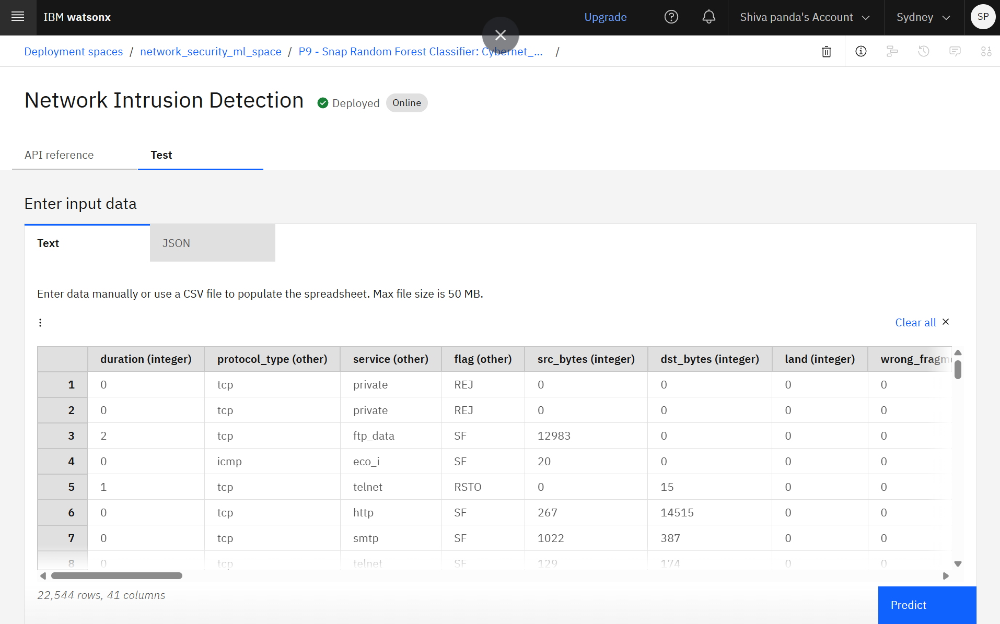 IBM watsonx
Upgrade
Shiva panda's Account
Sydney
SP
Deployment spaces / network_security_ml_space / P9 - Snap Random Forest Classifier: Cybernet_... /
Network Intrusion Detection
Deployed
Online
API reference
Test
Enter input data
Text
JSON
Enter data manually or use a CSV file to populate the spreadsheet. Max file size is 50 MB.
Clear all
duration (integer) protocol_type (other) service (other) flag (other) src_bytes (integer) dst_bytes (integer) land (integer) wrong_fragm
1 0 tcp private REJ 0 0 0 0
2 0 tcp private REJ 0 0 0 0
3 2 tcp ftp_data SF 12983 0 0 0
4 0 icmp eco_i SF 20 0 0 0
5 1 tcp telnet RSTO 0 15 0 0
6 0 tcp http SF 267 14515 0 0
7 0 tcp smtp SF 1022 387 0 0
8 0 tcp telnet SF 129 174 0 0
22,544 rows, 41 columns
Predict